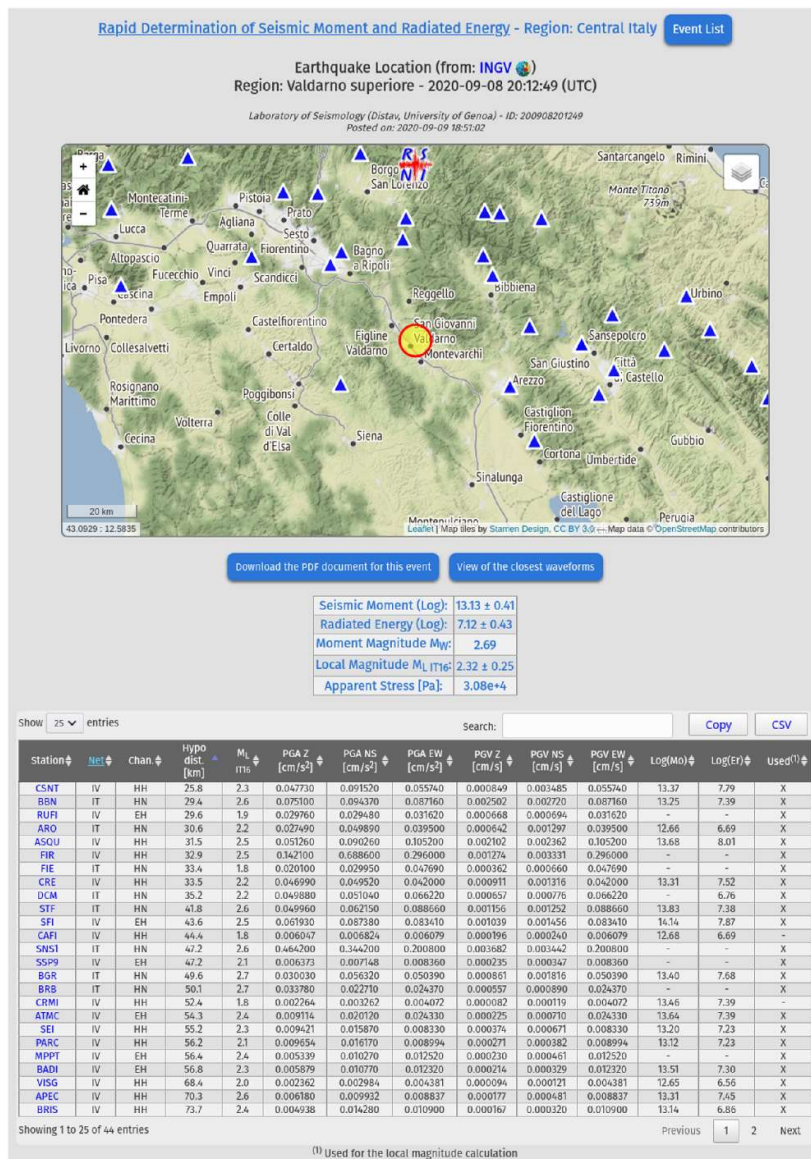 Rapid Determination of Seismic Moment and Radiated Energy - Region: Central Italy Event List
Earthquake Location (from: INGV )
Region: Valdarno superiore - 2020-09-08 20:12:49 (UTC)
Laboratory of Seismology (Distav, University of Genoa) - ID: 200908201249
Posted on: 2020-09-09 18:51:02
+
−
R S N I
Borgo San Lorenzo
Santarcangelo
Rimini
Monte Titano
739m
Montecatini-Terme
Pistoia
Prato
Lucca
Agliana
Sesto Fiorentino
Quarrata
Altopascio
Bagno a Ripoli
Pisa
Fucecchio
Vinci
Scandicci
Cascina
Empoli
Reggello
Bibbiena
Urbino
Pontedera
Castelfiorentino
Figline Valdarno
San Giovanni Valdarno
Sansepolcro
Livorno
Collesalvetti
Certaldo
Montevarchi
San Giustino
Città di Castello
Rosignano Marittimo
Poggibonsi
Arezzo
Volterra
Colle di Val d'Elsa
Castiglion Fiorentino
Cecina
Siena
Gubbio
Cortona
Umbertide
Sinalunga
Castiglione del Lago
20 km
Montepulciano
Perugia
43.0929 : 12.5835
Leaflet | Map tiles by Stamen Design, CC BY 3.0 — Map data © OpenStreetMap contributors
Download the PDF document for this event View of the closest waveforms
Seismic Moment (Log): 13.13 ± 0.41
Radiated Energy (Log): 7.12 ± 0.43
Moment Magnitude MW: 2.69
Local Magnitude ML IT16: 2.32 ± 0.25
Apparent Stress [Pa]: 3.08e+4
Show 25 entries Search: Copy CSV
Station Net Chan. Hypo dist. [km] ML IT16 PGA Z [cm/s²] PGA NS [cm/s²] PGA EW [cm/s²] PGV Z [cm/s] PGV NS [cm/s] PGV EW [cm/s] Log(Mo) Log(Er) Used(1)
CSNT IV HH 25.8 2.3 0.047730 0.091520 0.055740 0.000849 0.003485 0.055740 13.37 7.79 X
BBN IT HN 29.4 2.6 0.075100 0.094370 0.087160 0.002502 0.002720 0.087160 13.25 7.39 X
RUFI IV EH 29.6 1.9 0.029760 0.029480 0.031620 0.000668 0.000694 0.031620 - - X
ARO IT HN 30.6 2.2 0.027490 0.049890 0.039500 0.000642 0.001297 0.039500 12.66 6.69 X
ASQU IV HH 31.5 2.5 0.051260 0.090260 0.105200 0.002102 0.002362 0.105200 13.68 8.01 X
FIR IV HH 32.9 2.5 0.142100 0.688600 0.296000 0.001274 0.003331 0.296000 - - X
FIE IT HN 33.4 1.8 0.020100 0.029950 0.047690 0.000362 0.000660 0.047690 - - X
CRE IV HH 33.5 2.2 0.046990 0.049520 0.042000 0.000911 0.001316 0.042000 13.31 7.52 X
DCM IT HN 35.2 2.2 0.049880 0.051040 0.066220 0.000657 0.000776 0.066220 - 6.76 X
STF IT HN 41.8 2.6 0.049960 0.062150 0.088660 0.001156 0.001252 0.088660 13.83 7.38 X
SFI IV EH 43.6 2.5 0.061930 0.087380 0.083410 0.001039 0.001456 0.083410 14.14 7.87 X
CAFI IV HH 44.4 1.8 0.006047 0.006824 0.006079 0.000196 0.000240 0.006079 12.68 6.69 -
SNS1 IT HN 47.2 2.6 0.464200 0.344200 0.200800 0.003682 0.003442 0.200800 - - X
SSP9 IV EH 47.2 2.1 0.006373 0.007148 0.008360 0.000235 0.000347 0.008360 - - X
BGR IT HN 49.6 2.7 0.030030 0.056320 0.050390 0.000861 0.001816 0.050390 13.40 7.68 X
BRB IT HN 50.1 2.7 0.033780 0.022710 0.024370 0.000557 0.000890 0.024370 - - X
CRMI IV HH 52.4 1.8 0.002264 0.003262 0.004072 0.000082 0.000119 0.004072 13.46 7.39 -
ATMC IV EH 54.3 2.4 0.009114 0.020120 0.024330 0.000225 0.000710 0.024330 13.64 7.39 X
SEI IV HH 55.2 2.3 0.009421 0.015870 0.008330 0.000374 0.000671 0.008330 13.20 7.23 X
PARC IV HH 56.2 2.1 0.009654 0.016170 0.008994 0.000271 0.000382 0.008994 13.12 7.23 X
MPPT IV EH 56.4 2.4 0.005339 0.010270 0.012520 0.000230 0.000461 0.012520 - - X
BADI IV EH 56.8 2.3 0.005879 0.010770 0.012320 0.000214 0.000329 0.012320 13.51 7.30 X
VISG IV HH 68.4 2.0 0.002362 0.002984 0.004381 0.000094 0.000121 0.004381 12.65 6.56 X
APEC IV HH 70.3 2.6 0.006180 0.009932 0.008837 0.000177 0.000481 0.008837 13.31 7.45 X
BRIS IV HH 73.7 2.4 0.004938 0.014280 0.010900 0.000167 0.000320 0.010900 13.14 6.86 X
Showing 1 to 25 of 44 entries Previous 1 2 Next
(1) Used for the local magnitude calculation